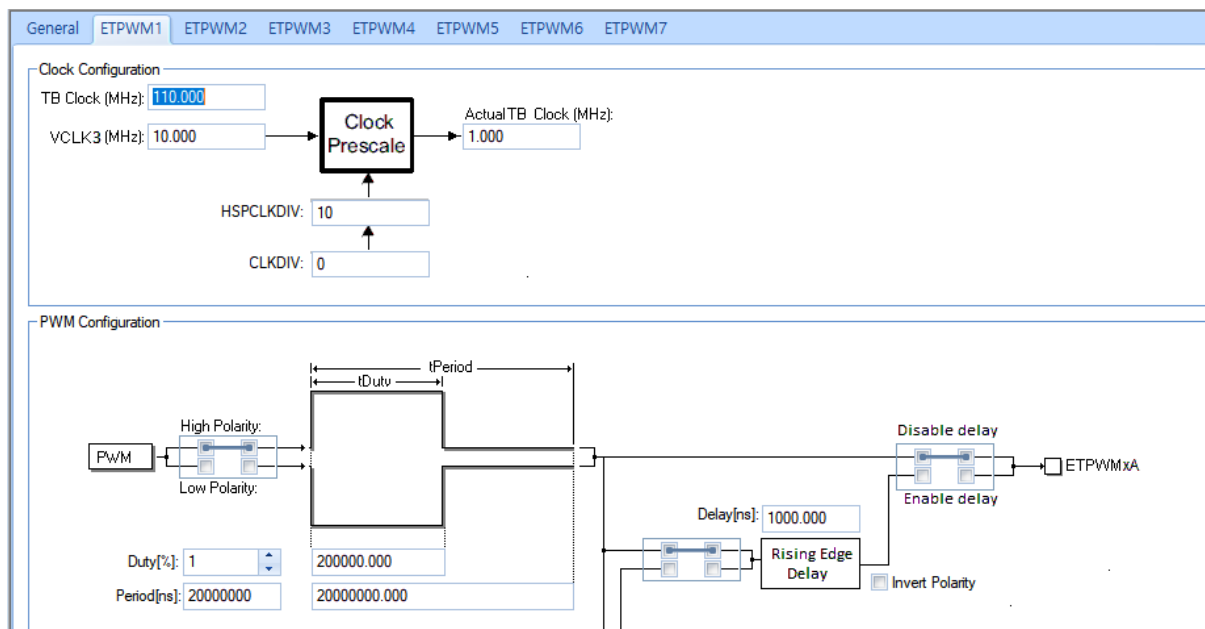 General ETPWM1 ETPWM2 ETPWM3 ETPWM4 ETPWM5 ETPWM6 ETPWM7
Clock Configuration
TB Clock (MHz): 110.000
VCLK3 (MHz): 10.000
Clock
Prescale
Actual TB Clock (MHz):
1.000
HSPCLKDIV: 10
CLKDIV: 0
PWM Configuration
tPeriod
tDuty
High Polarity:
PWM
Low Polarity:
Disable delay
ETPWMxA
Enable delay
Delay[ns]: 1000.000
Rising Edge
Delay
Invert Polarity
Duty[%]: 1 200000.000
Period[ns]: 20000000 20000000.000